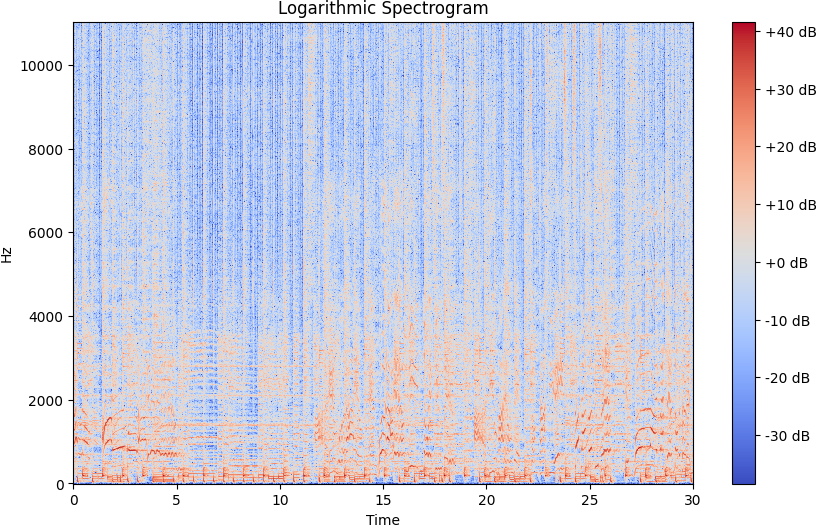 Logarithmic Spectrogram
+40 dB
+30 dB
+20 dB
+10 dB
+0 dB
-10 dB
-20 dB
-30 dB
10000
8000
6000
4000
2000
0
Hz
0 5 10 15 20 25 30
Time